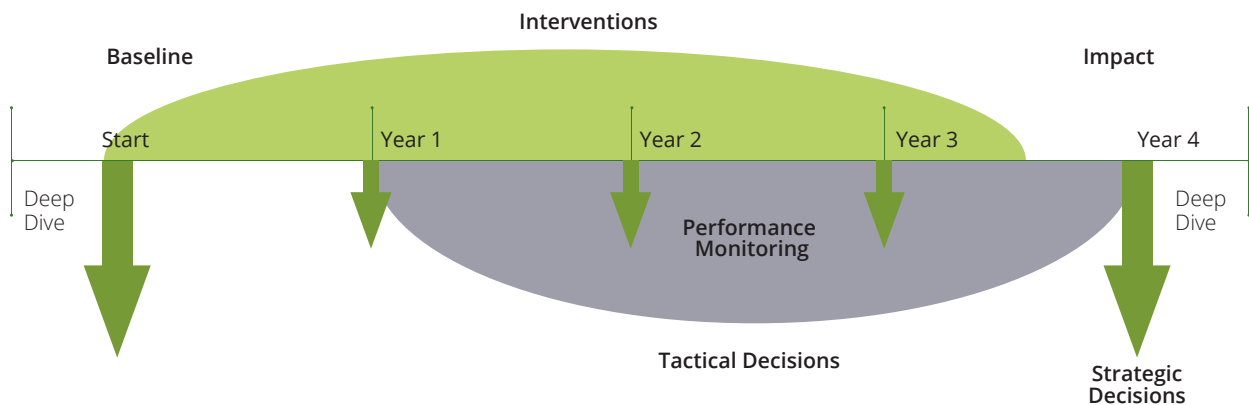 Interventions
Baseline
Impact
Start
Year 1
Year 2
Year 3
Year 4
Deep
Dive
Deep
Dive
Performance
Monitoring
Tactical Decisions
Strategic
Decisions